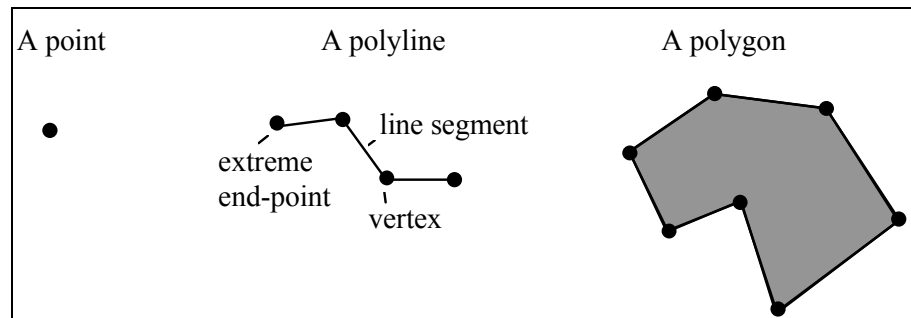 A point
A polyline
A polygon
line segment
extreme
end-point
vertex